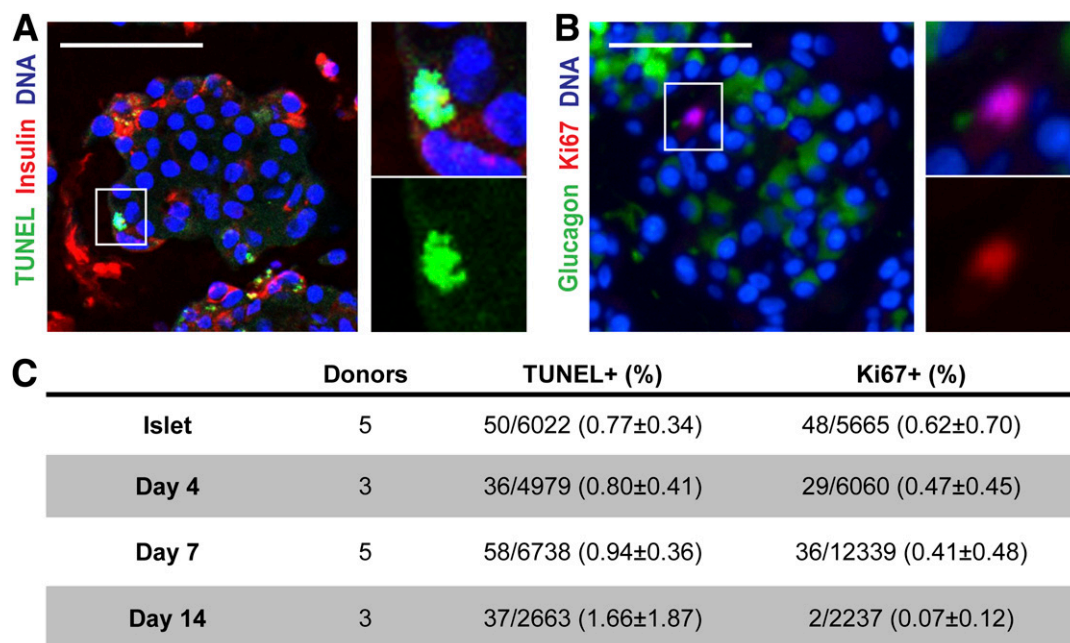 A
TUNEL Insulin DNA
B
Glucagon Ki67 DNA
C
Donors TUNEL+ (%) Ki67+ (%)
Islet 5 50/6022 (0.77±0.34) 48/5665 (0.62±0.70)
Day 4 3 36/4979 (0.80±0.41) 29/6060 (0.47±0.45)
Day 7 5 58/6738 (0.94±0.36) 36/12339 (0.41±0.48)
Day 14 3 37/2663 (1.66±1.87) 2/2237 (0.07±0.12)